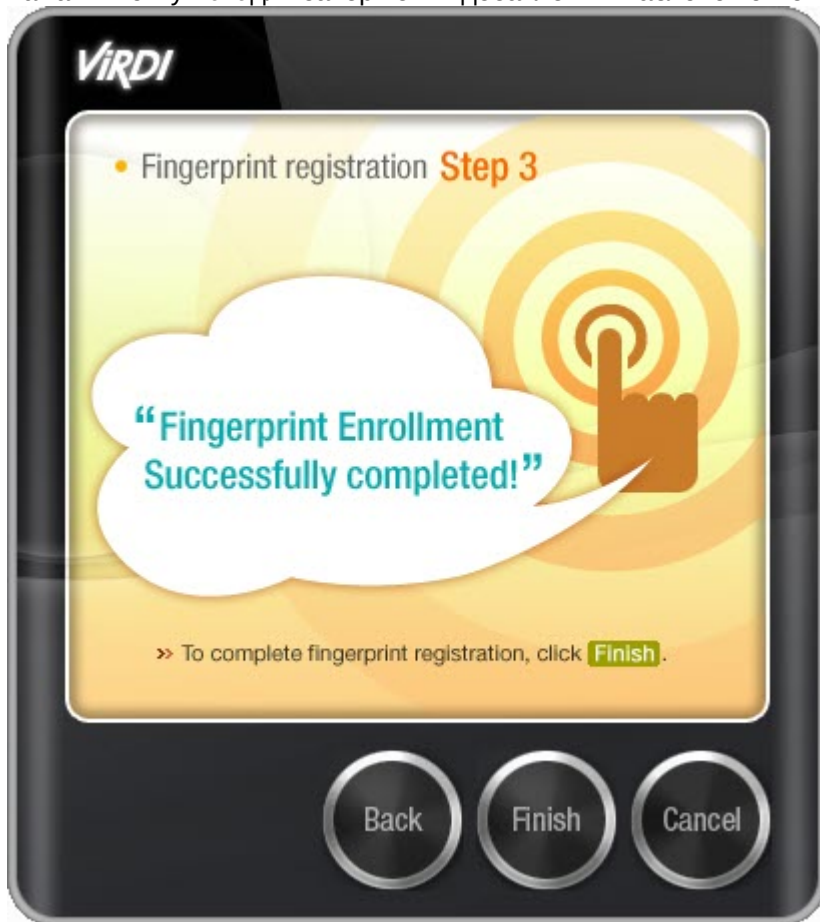 ViRDI
• Fingerprint registration Step 3
“Fingerprint Enrollment
Successfully completed!”
» To complete fingerprint registration, click Finish.
Back Finish Cancel